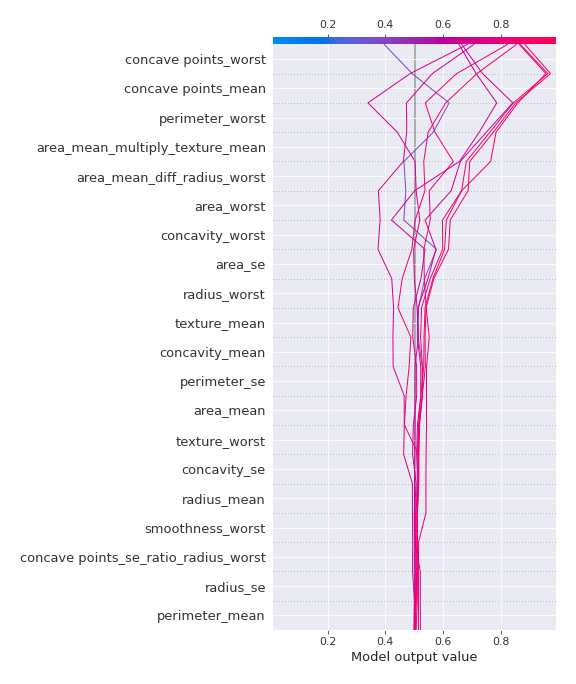 0.2 0.4 0.6 0.8
concave points_worst
concave points_mean
perimeter_worst
area_mean_multiply_texture_mean
area_mean_diff_radius_worst
area_worst
concavity_worst
area_se
radius_worst
texture_mean
concavity_mean
perimeter_se
area_mean
texture_worst
concavity_se
radius_mean
smoothness_worst
concave points_se_ratio_radius_worst
radius_se
perimeter_mean
0.2 0.4 0.6 0.8
Model output value